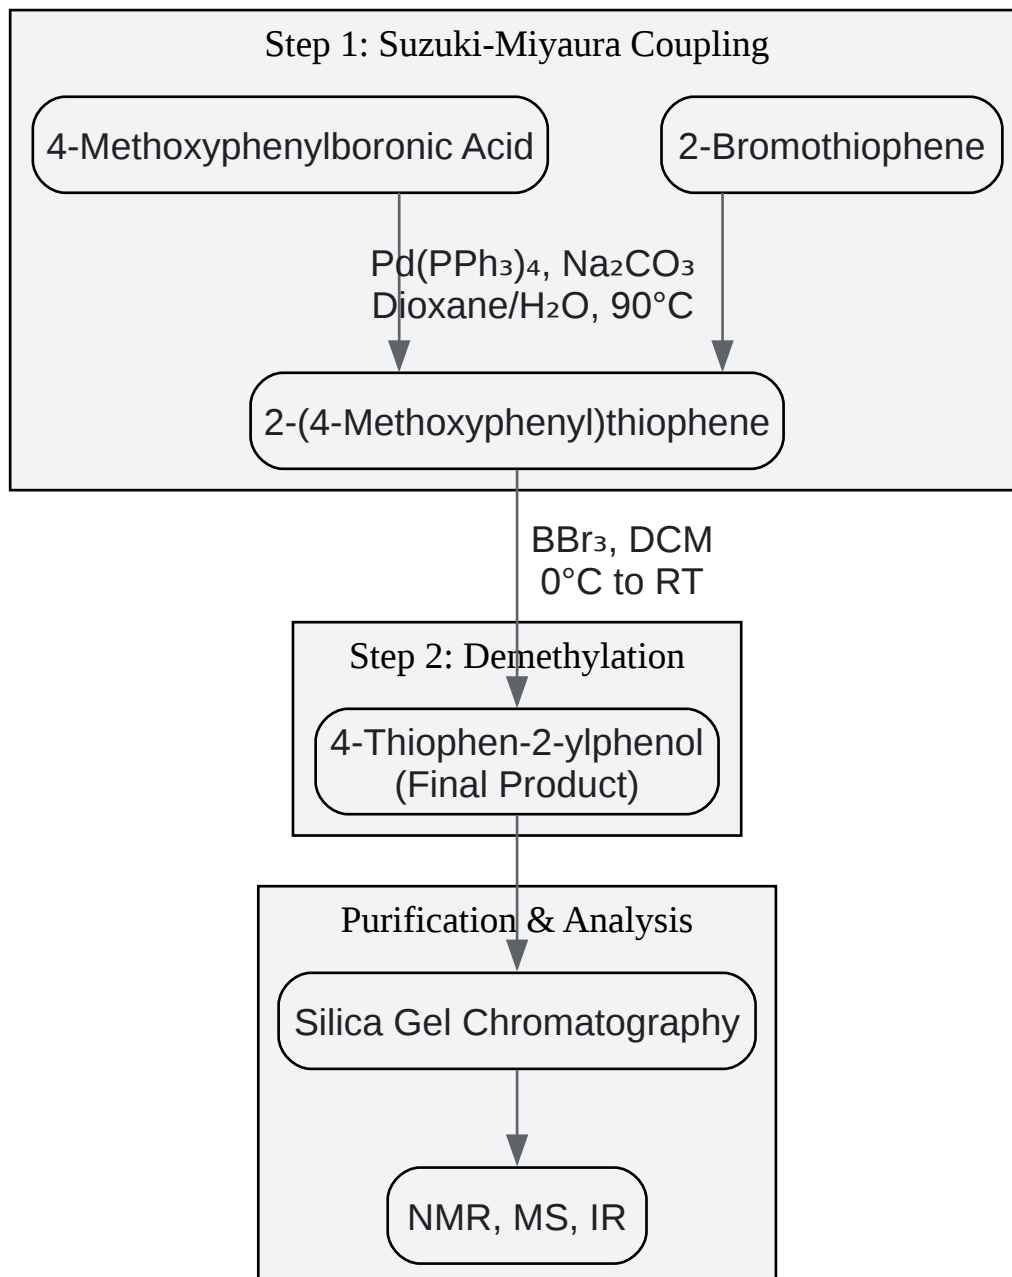 Step 1: Suzuki-Miyaura Coupling
4-Methoxyphenylboronic Acid
2-Bromothiophene
Pd(PPh₃)₄, Na₂CO₃
Dioxane/H₂O, 90°C
2-(4-Methoxyphenyl)thiophene
BBr₃, DCM
0°C to RT
Step 2: Demethylation
4-Thiophen-2-ylphenol
(Final Product)
Purification & Analysis
Silica Gel Chromatography
NMR, MS, IR